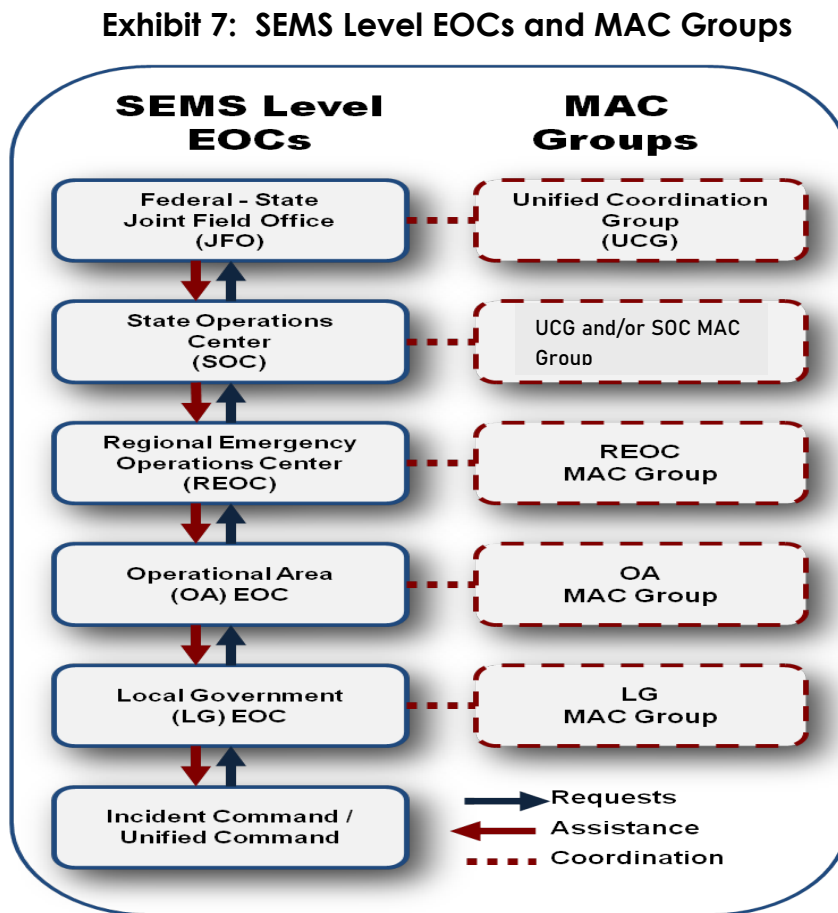 Exhibit 7:  SEMS Level EOCs and MAC Groups
SEMS Level
EOCs
MAC
Groups
Federal - State
Joint Field Office
(JFO)
Unified Coordination
Group
(UCG)
State Operations
Center
(SOC)
UCG and/or SOC MAC
Group
Regional Emergency
Operations Center
(REOC)
REOC
MAC Group
Operational Area
(OA) EOC
OA
MAC Group
Local Government
(LG) EOC
LG
MAC Group
Incident Command /
Unified Command
Requests
Assistance
Coordination